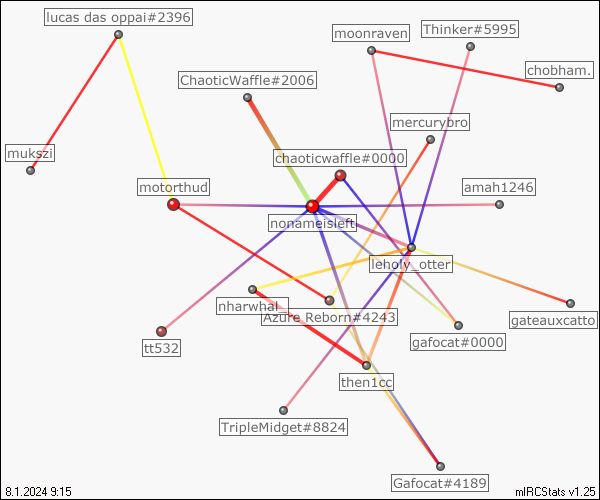 lucas das oppai#2396
moonraven
Thinker#5995
chobham.
ChaoticWaffle#2006
mercurybro
mukszi
chaoticwaffle#0000
motorthud
amah1246
nonameisleft
leholy_otter
nharwhal_
Azure Reborn#4243
gateauxcatto
tt532
gafocat#0000
then1cc
TripleMidget#8824
Gafocat#4189
8.1.2024 9:15
mIRCStats v1.25